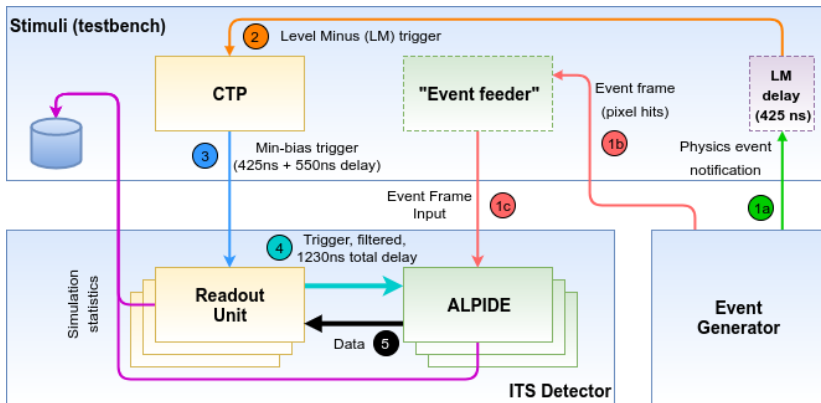 Stimuli (testbench)
2
Level Minus (LM) trigger
CTP
"Event feeder"
Event frame
(pixel hits)
1b
LM
delay
(425 ns)
3
Min-bias trigger
(425ns + 550ns delay)
Physics event
notification
1a
Event Frame
Input
1c
4
Trigger, filtered,
1230ns total delay
Simulation
statistics
Readout
Unit
ALPIDE
Data
5
ITS Detector
Event
Generator